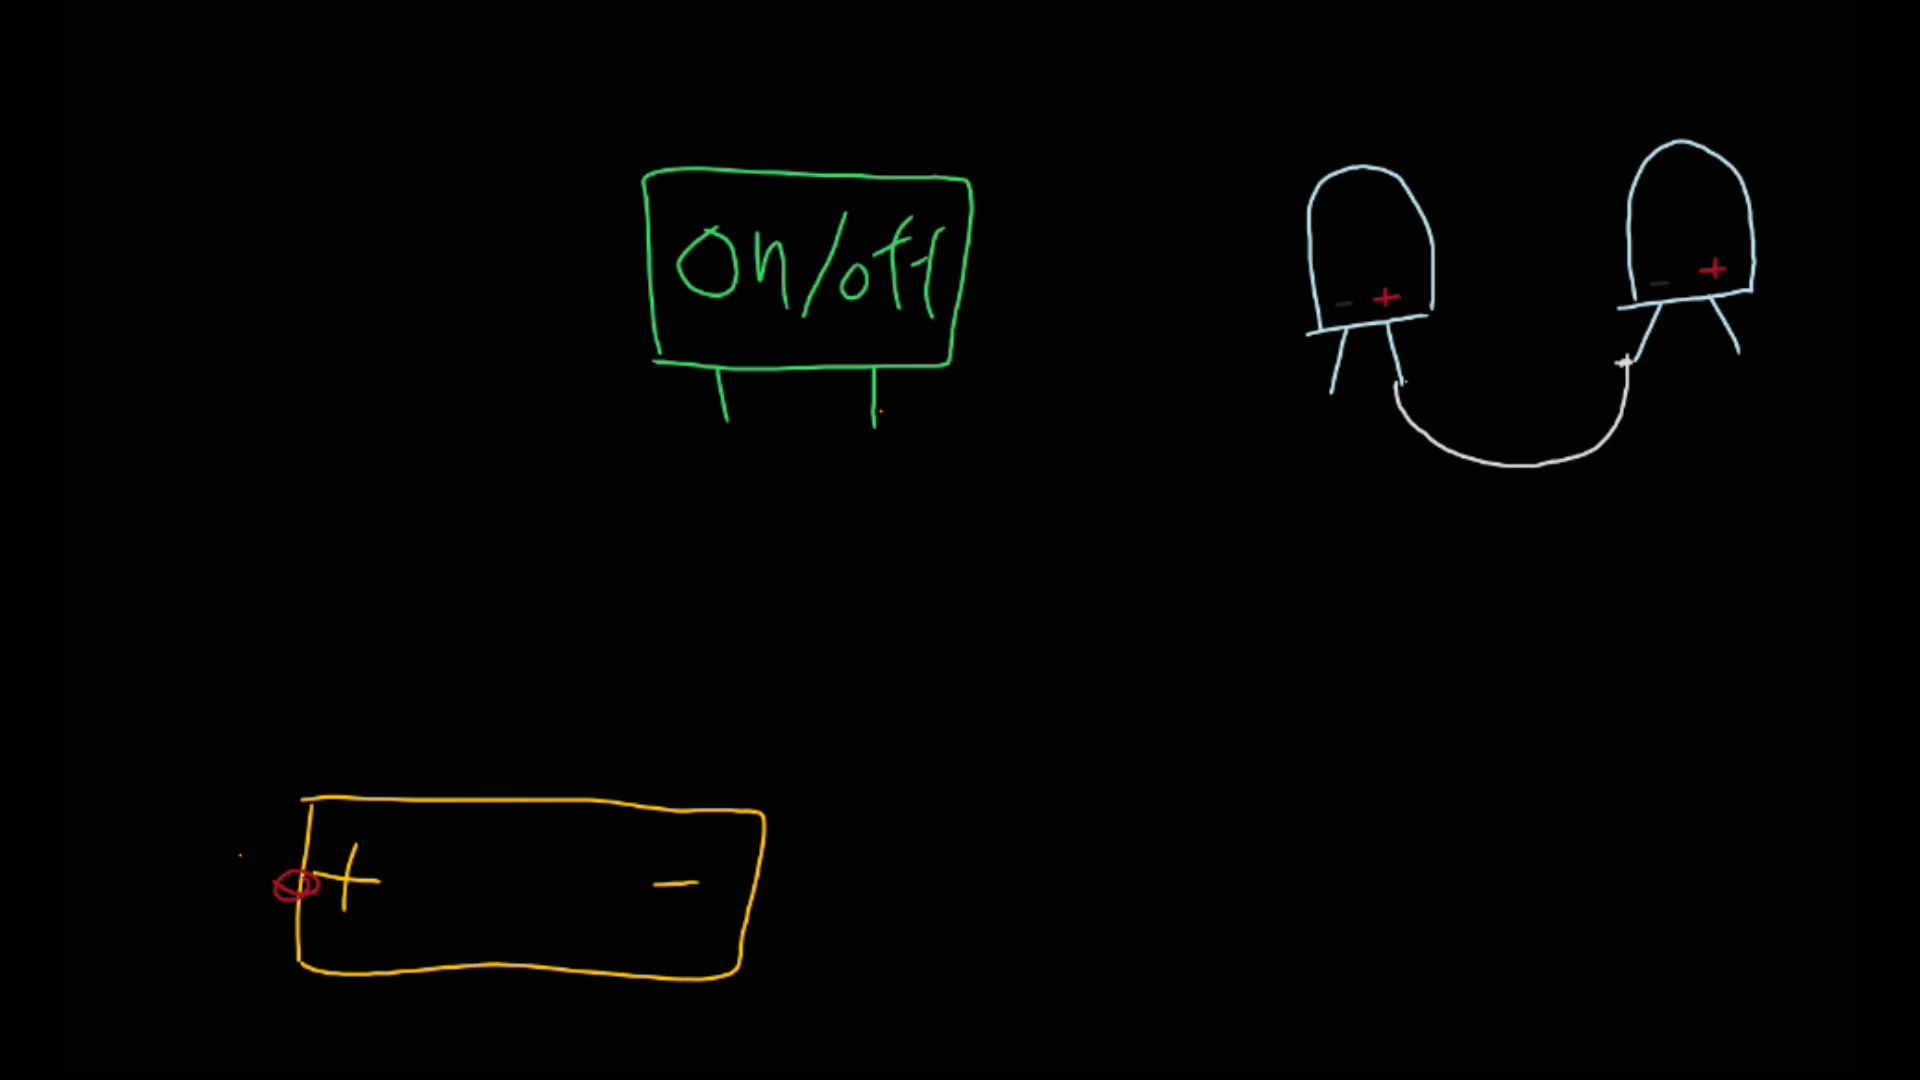 On/off
- +
- +
+ -